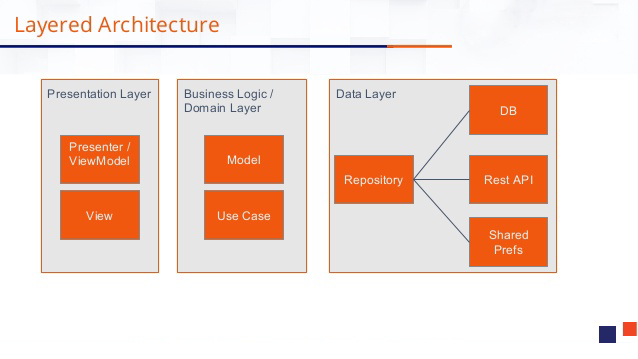 Layered Architecture
Presentation Layer
Presenter /
ViewModel
View
Business Logic /
Domain Layer
Model
Use Case
Data Layer
Repository
DB
Rest API
Shared
Prefs